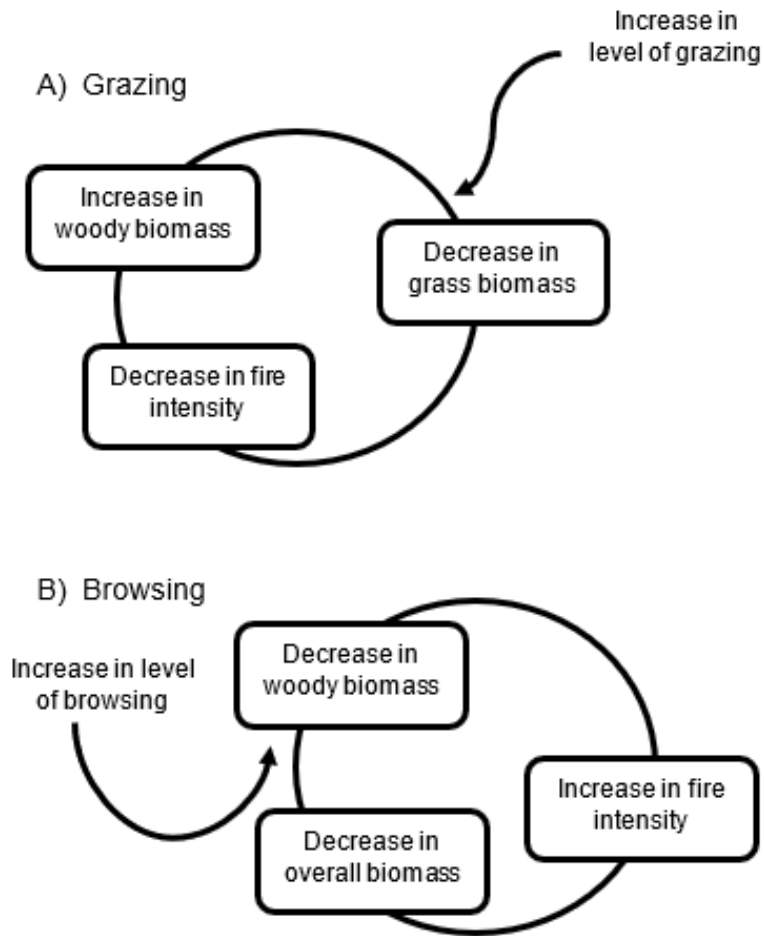 Increase in
level of grazing
A) Grazing
Increase in
woody biomass
Decrease in
grass biomass
Decrease in fire
intensity
B) Browsing
Decrease in
woody biomass
Increase in level
of browsing
Increase in fire
intensity
Decrease in
overall biomass